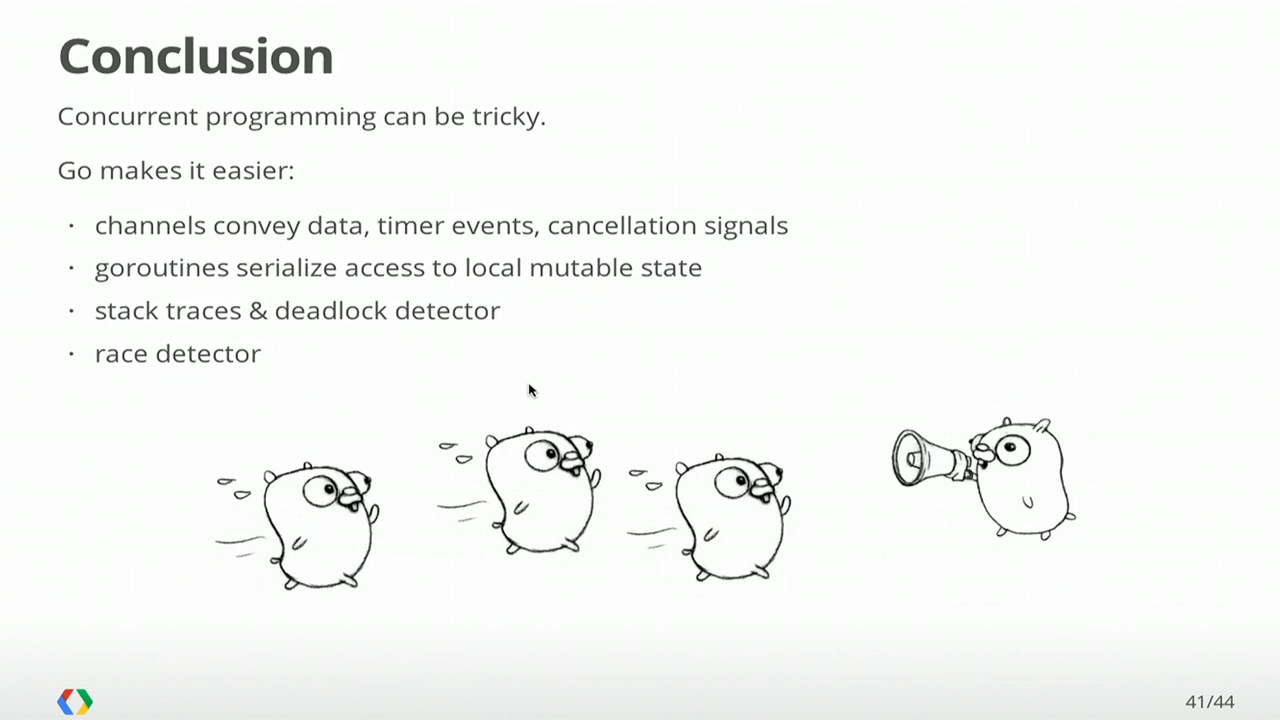 Conclusion
Concurrent programming can be tricky.
Go makes it easier:
· channels convey data, timer events, cancellation signals
· goroutines serialize access to local mutable state
· stack traces & deadlock detector
· race detector
41/44